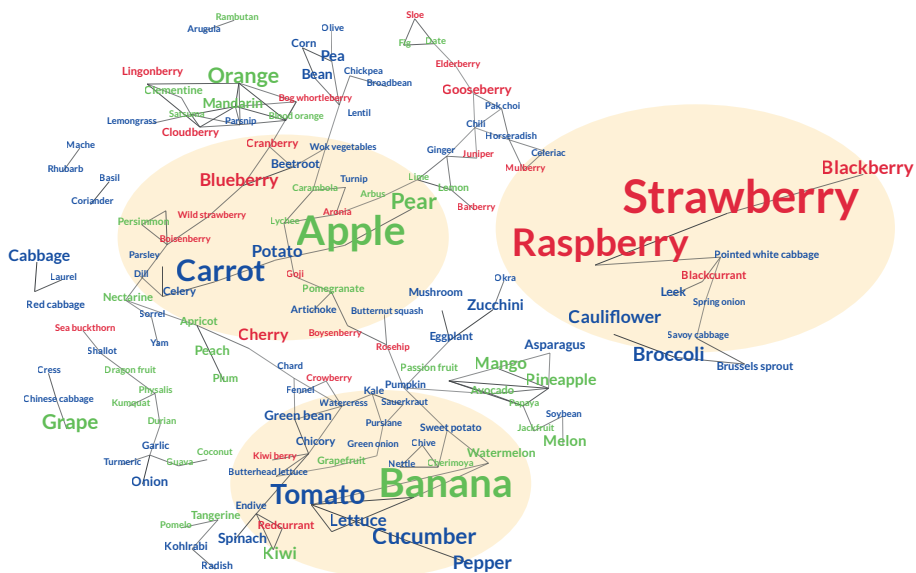 Rambutan
Arugula
Sloe
Olive
Corn
Pea
Fig
Date
Lingonberry
Orange
Bean
Chickpea
Broadbean
Elderberry
Clementine
Mandarin
Bog whortleberry
Gooseberry
Satsuma
Parsnip
Blood orange
Lentil
Pak choi
Lemongrass
Cloudberry
Chili
Horseradish
Mache
Cranberry
Wok vegetables
Ginger
Juniper
Celeriac
Rhubarb
Beetroot
Mulberry
Blackberry
Basil
Blueberry
Turnip
Lime
Lemon
Carambola
Arbus
Strawberry
Coriander
Pear
Barberry
Persimmon
Wild strawberry
Lychee
Aronia
Apple
Boisenberry
Raspberry
Cabbage
Parsley
Potato
Pointed white cabbage
Laurel
Dill
Carrot
Goji
Okra
Blackcurrant
Celery
Pomegranate
Mushroom
Leek
Nectarine
Red cabbage
Zucchini
Spring onion
Sorrel
Artichoke
Butternut squash
Cauliflower
Apricot
Sea buckthorn
Cherry
Boysenberry
Eggplant
Savoy cabbage
Yam
Rosehip
Asparagus
Shallot
Peach
Broccoli
Cress
Dragon fruit
Chard
Passion fruit
Mango
Brussels sprout
Plum
Crowberry
Pineapple
Physalis
Fennel
Kale
Pumpkin
Avocado
Chinese cabbage
Kumquat
Watercress
Sauerkraut
Papaya
Grape
Durian
Green bean
Purslane
Soybean
Sweet potato
Jackfruit
Garlic
Chicory
Green onion
Chive
Melon
Coconut
Kiwi berry
Turmeric
Guava
Grapefruit
Nettle
Cherimoya
Watermelon
Onion
Butterhead lettuce
Banana
Tomato
Endive
Tangerine
Pomelo
Redcurrant
Lettuce
Spinach
Cucumber
Kohlrabi
Kiwi
Pepper
Radish